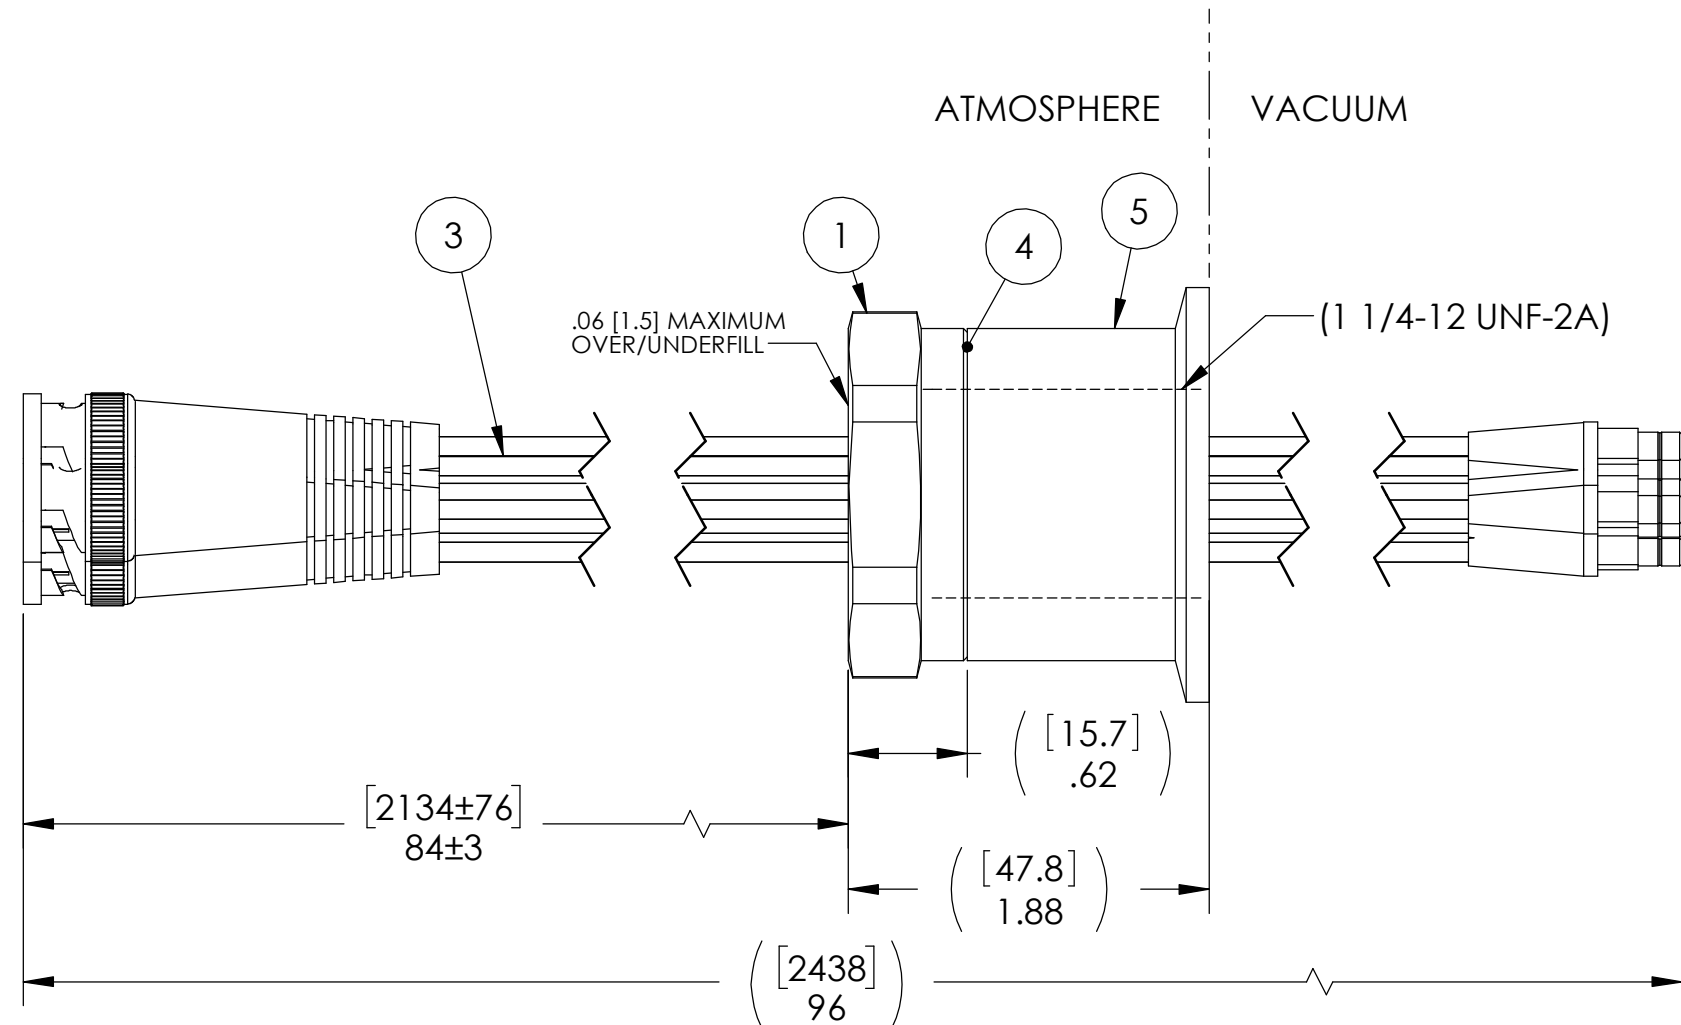 ATMOSPHERE
VACUUM
3
1
4
5
.06 [1.5] MAXIMUM
OVER/UNDERFILL
(1 1/4-12 UNF-2A)
([15.7]
.62)
[2134±76]
84±3
([47.8]
1.88)
([2438]
96)